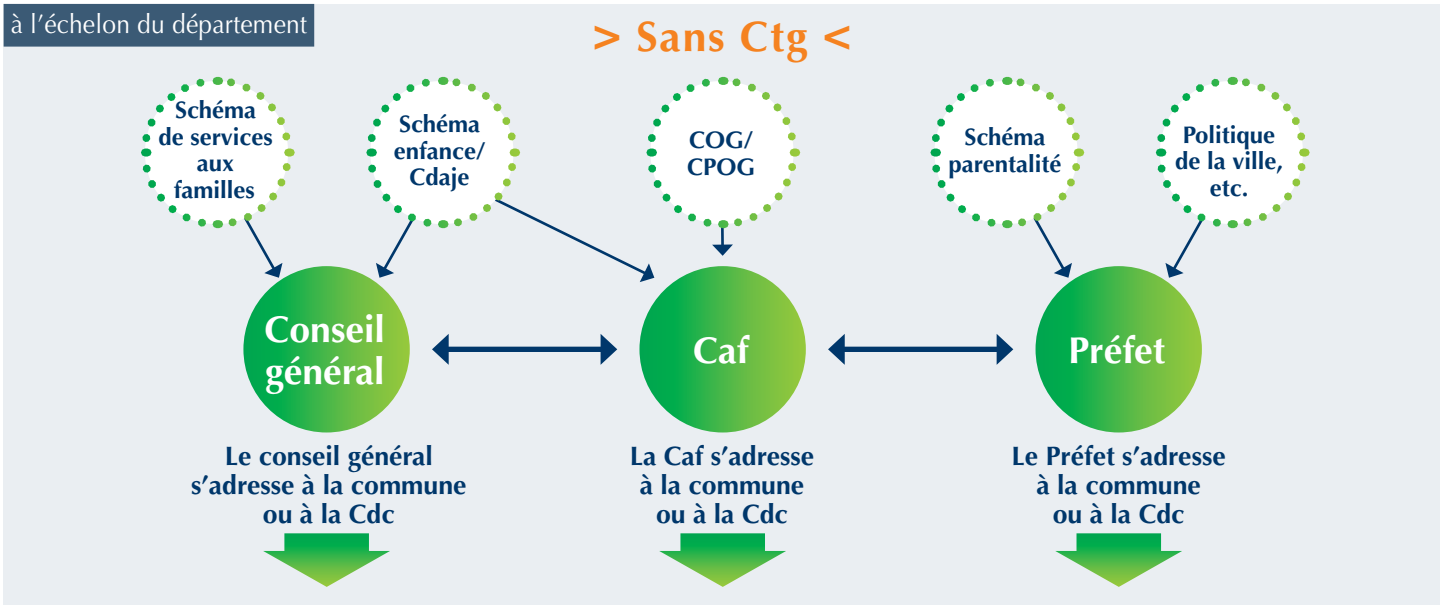 à l'échelon du département
> Sans Ctg <
Schéma
de services
aux
familles
Schéma
enfance/
Cdaje
COG/
CPOG
Schéma
parentalité
Politique
de la ville,
etc.
Conseil
général
Caf
Préfet
Le conseil général
s'adresse à la commune
ou à la Cdc
La Caf s'adresse
à la commune
ou à la Cdc
Le Préfet s'adresse
à la commune
ou à la Cdc